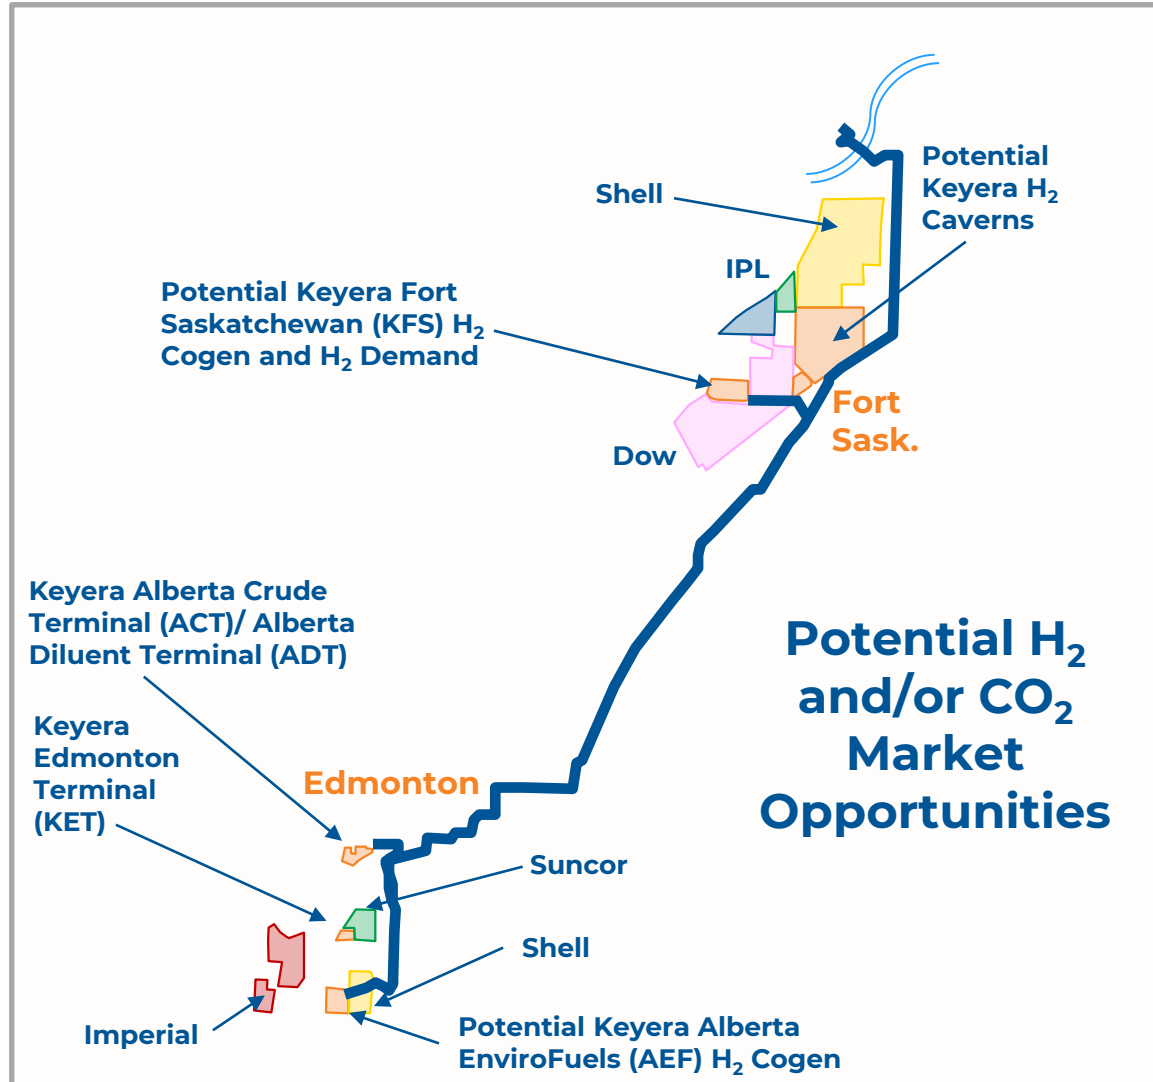 Potential
Keyera H₂
Caverns
Shell
IPL
Potential Keyera Fort
Saskatchewan (KFS) H₂
Cogen and H₂ Demand
Fort
Sask.
Dow
Keyera Alberta Crude
Terminal (ACT)/ Alberta
Diluent Terminal (ADT)
Potential H₂
and/or CO₂
Market
Opportunities
Keyera
Edmonton
Terminal
(KET)
Edmonton
Suncor
Shell
Imperial
Potential Keyera Alberta
EnviroFuels (AEF) H₂ Cogen